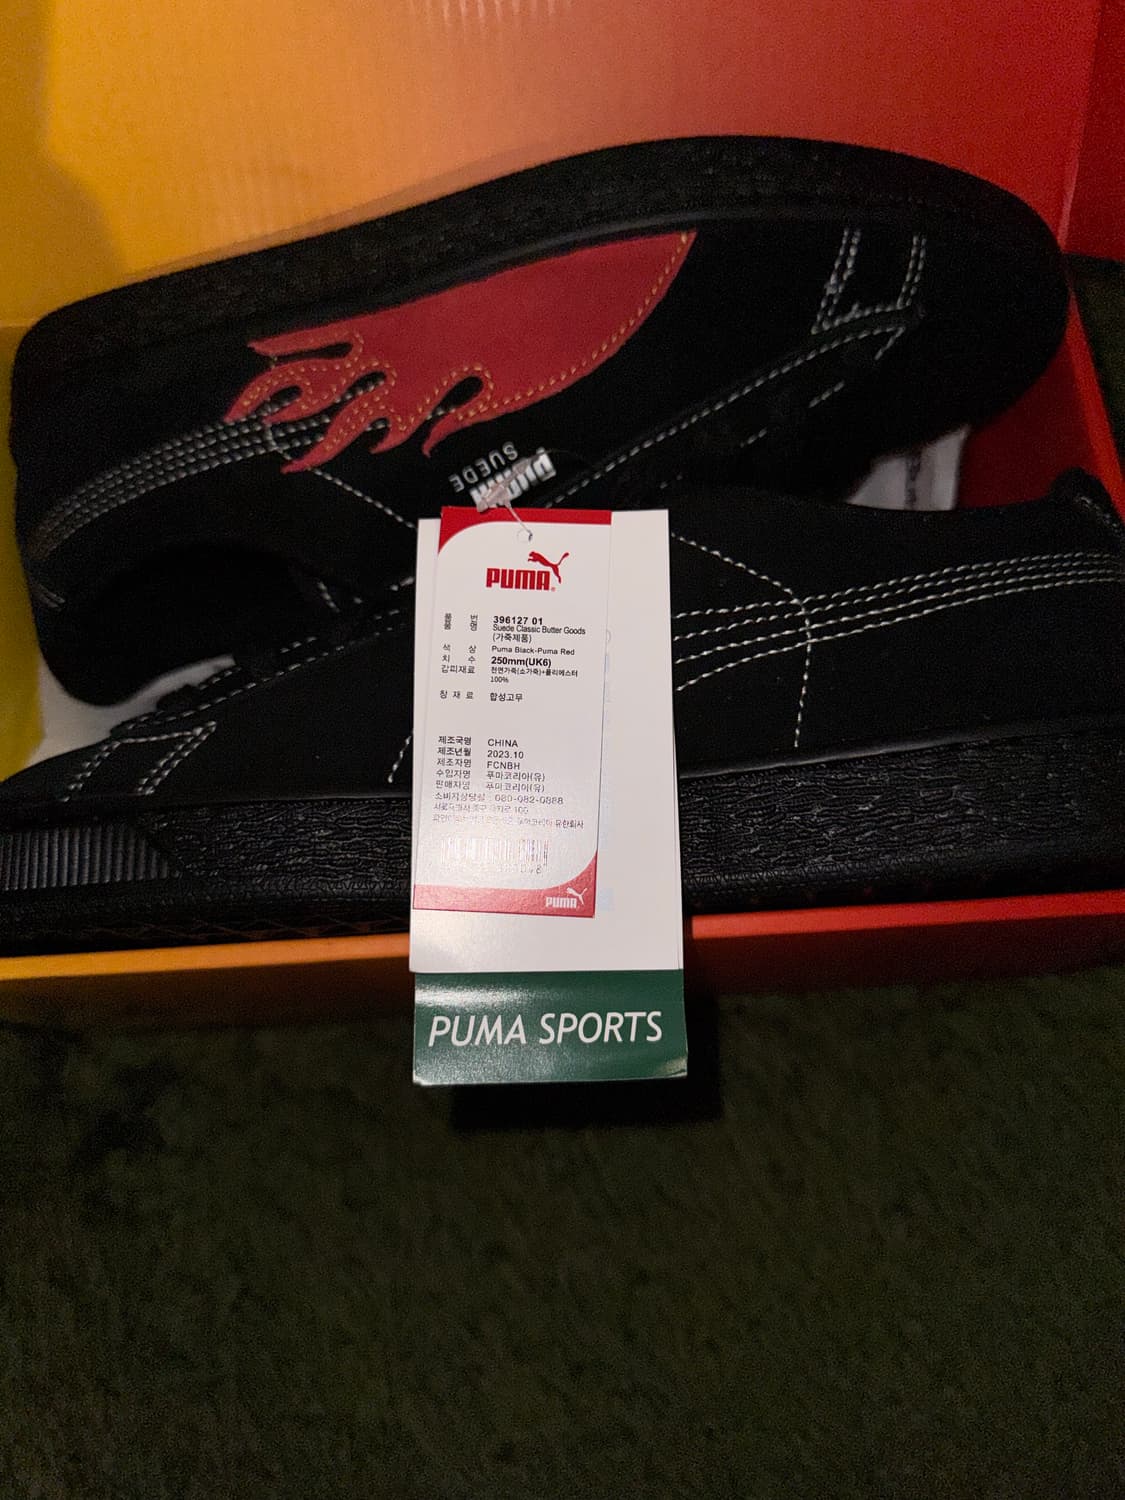 PUMA
SUEDE
PUMA
품 번 396127 01
품 명 Suede Classic Butter Goods
(가죽제품)
색 상 Puma Black-Puma Red
치 수 250mm(UK6)
갑피재료 천연가죽(소가죽)+폴리에스터
100%
창 재 료 합성고무
제조국명 CHINA
제조년월 2023.10
제조자명 FCNBH
수입자명 푸마코리아(유)
판매자명 푸마코리아(유)
소비자상담실 : 080-082-0888
100
PUMA
PUMA SPORTS